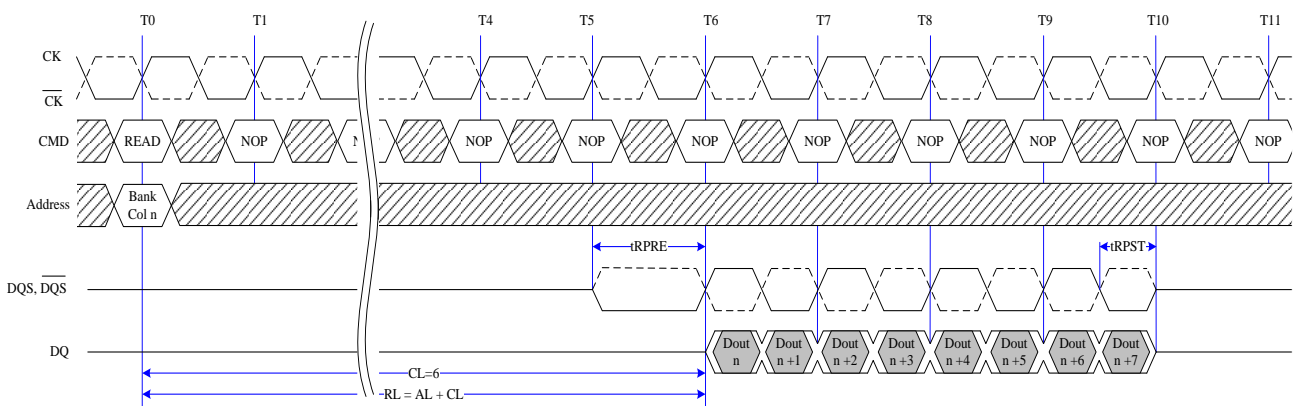 T0 T1 T4 T5 T6 T7 T8 T9 T10 T11
CK
CK
CMD READ NOP NOP NOP NOP NOP NOP NOP NOP NOP
Address Bank
Col n
tRPRE tRPST
DQS, DQS
DQ
Dout Dout Dout Dout Dout Dout Dout Dout
n n +1 n +2 n +3 n +4 n +5 n +6 n +7
CL=6
RL = AL + CL